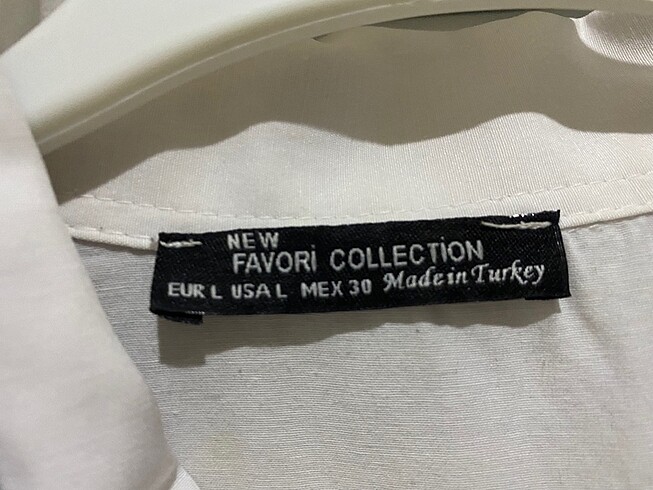 NEW
FAVORİ COLLECTİON
EUR L USA L MEX 30 Made in Turkey